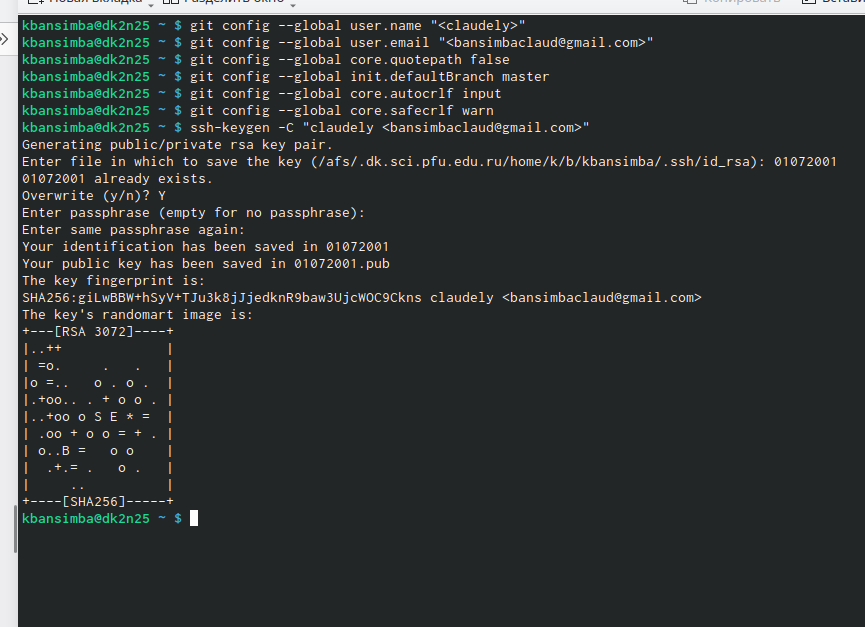 kbansimba@dk2n25 ~ $ git config --global user.name "<claudely>"
kbansimba@dk2n25 ~ $ git config --global user.email "<bansimbaclaud@gmail.com>"
kbansimba@dk2n25 ~ $ git config --global core.quotepath false
kbansimba@dk2n25 ~ $ git config --global init.defaultBranch master
kbansimba@dk2n25 ~ $ git config --global core.autocrlf input
kbansimba@dk2n25 ~ $ git config --global core.safecrlf warn
kbansimba@dk2n25 ~ $ ssh-keygen -C "claudely <bansimbaclaud@gmail.com>"
Generating public/private rsa key pair.
Enter file in which to save the key (/afs/.dk.sci.pfu.edu.ru/home/k/b/kbansimba/.ssh/id_rsa): 01072001
01072001 already exists.
Overwrite (y/n)? Y
Enter passphrase (empty for no passphrase):
Enter same passphrase again:
Your identification has been saved in 01072001
Your public key has been saved in 01072001.pub
The key fingerprint is:
SHA256:giLwBBW+hSyV+TJu3k8jJjedknR9baw3UjcWOC9Ckns claudely <bansimbaclaud@gmail.com>
The key's randomart image is:
+---[RSA 3072]----+
|..++             |
| =o.     .   .   |
|o =..   o . o .  |
|.+oo.. . + o o . |
|..+oo o S E * =  |
| .oo + o o = + . |
| o..B =   o o    |
|  .+.= .   o .   |
|     ..          |
+----[SHA256]-----+
kbansimba@dk2n25 ~ $